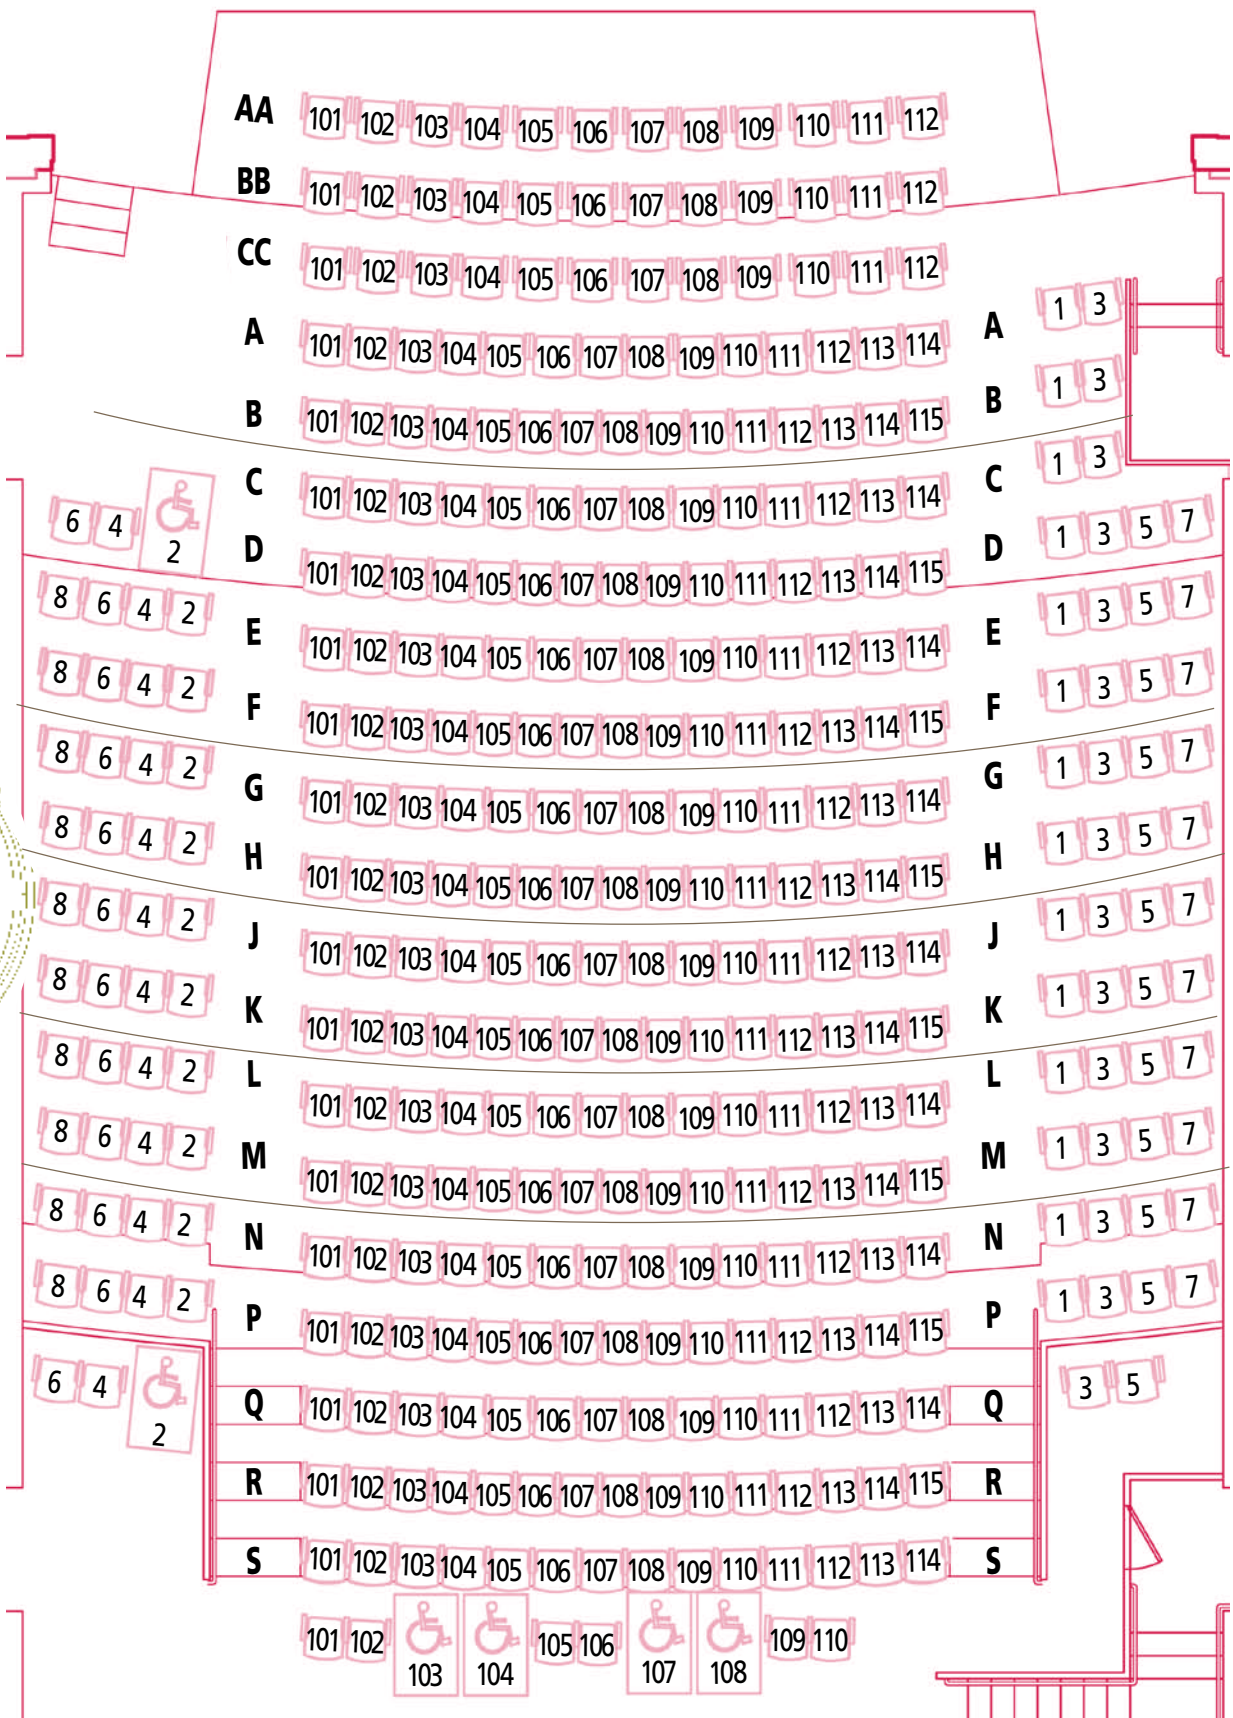 AA 101 102 103 104 105 106 107 108 109 110 111 112
BB 101 102 103 104 105 106 107 108 109 110 111 112
CC 101 102 103 104 105 106 107 108 109 110 111 112
A 101 102 103 104 105 106 107 108 109 110 111 112 113 114 A 1 3
B 101 102 103 104 105 106 107 108 109 110 111 112 113 114 115 B 1 3
C 101 102 103 104 105 106 107 108 109 110 111 112 113 114 C 1 3
6 4 2 D 101 102 103 104 105 106 107 108 109 110 111 112 113 114 115 D 1 3 5 7
8 6 4 2 E 101 102 103 104 105 106 107 108 109 110 111 112 113 114 E 1 3 5 7
8 6 4 2 F 101 102 103 104 105 106 107 108 109 110 111 112 113 114 115 F 1 3 5 7
8 6 4 2 G 101 102 103 104 105 106 107 108 109 110 111 112 113 114 G 1 3 5 7
8 6 4 2 H 101 102 103 104 105 106 107 108 109 110 111 112 113 114 115 H 1 3 5 7
8 6 4 2 J 101 102 103 104 105 106 107 108 109 110 111 112 113 114 J 1 3 5 7
8 6 4 2 K 101 102 103 104 105 106 107 108 109 110 111 112 113 114 115 K 1 3 5 7
8 6 4 2 L 101 102 103 104 105 106 107 108 109 110 111 112 113 114 L 1 3 5 7
8 6 4 2 M 101 102 103 104 105 106 107 108 109 110 111 112 113 114 115 M 1 3 5 7
8 6 4 2 N 101 102 103 104 105 106 107 108 109 110 111 112 113 114 N 1 3 5 7
8 6 4 2 P 101 102 103 104 105 106 107 108 109 110 111 112 113 114 115 P 1 3 5 7
6 4 2 Q 101 102 103 104 105 106 107 108 109 110 111 112 113 114 Q 3 5
R 101 102 103 104 105 106 107 108 109 110 111 112 113 114 115 R
S 101 102 103 104 105 106 107 108 109 110 111 112 113 114 S
101 102 103 104 105 106 107 108 109 110